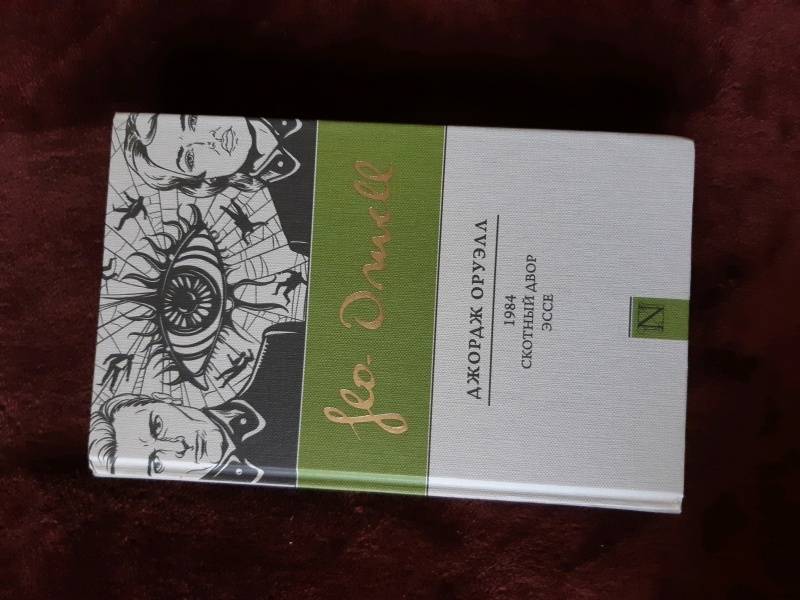 Geo. Orwell
ДЖОРДЖ ОРУЭЛЛ
1984
СКОТНЫЙ ДВОР
ЭССЕ
N